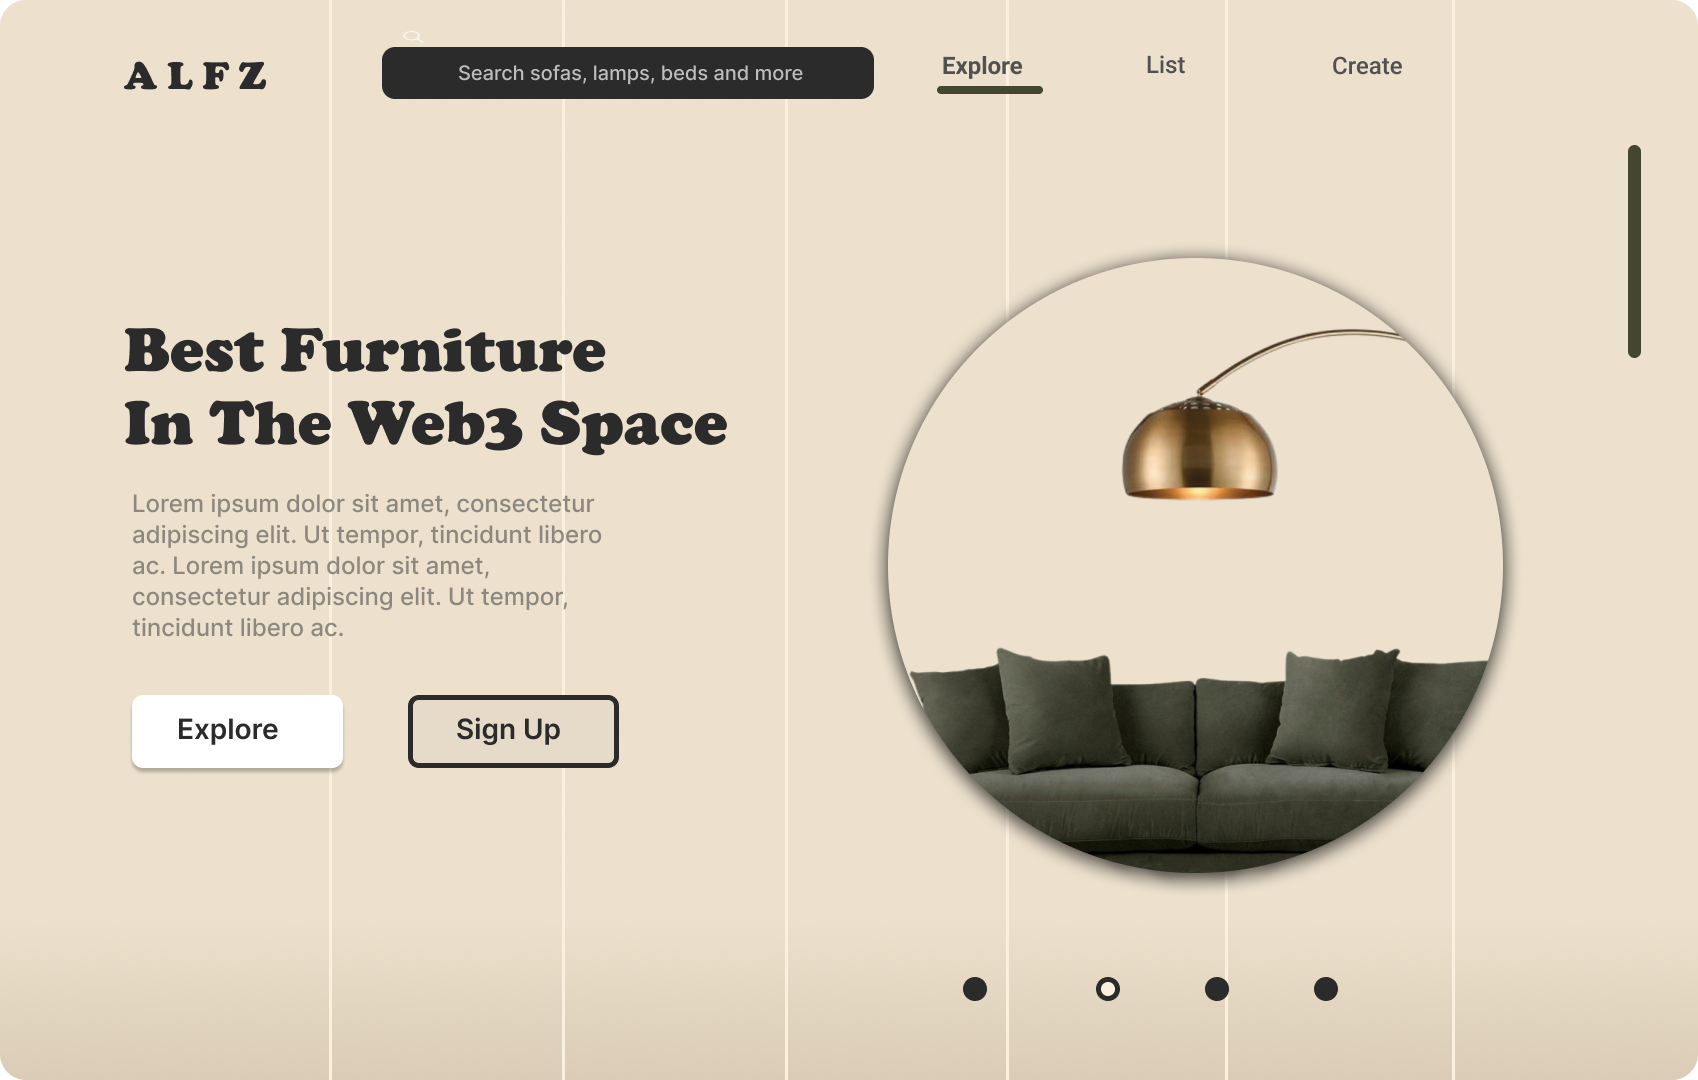 ALFZ
Search sofas, lamps, beds and more
Explore
List
Create
Best Furniture
In The Web3 Space
Lorem ipsum dolor sit amet, consectetur
adipiscing elit. Ut tempor, tincidunt libero
ac. Lorem ipsum dolor sit amet,
consectetur adipiscing elit. Ut tempor,
tincidunt libero ac.
Explore
Sign Up